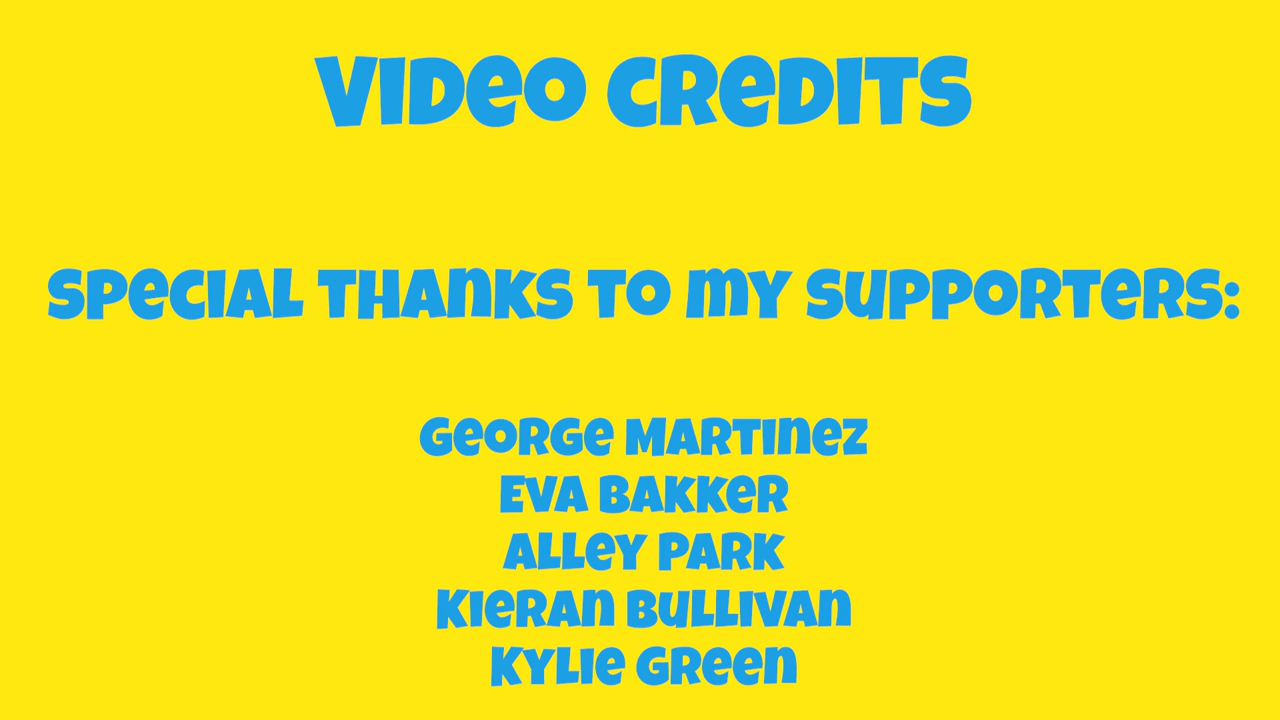 Video Credits
Special thanks to my supporters:
George Martinez
Eva Bakker
Alley Park
Kieran Bullivan
Kylie Green